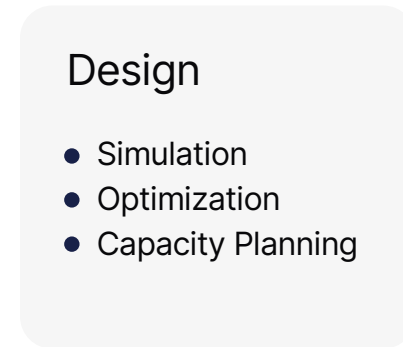 Design
• Simulation
• Optimization
• Capacity Planning